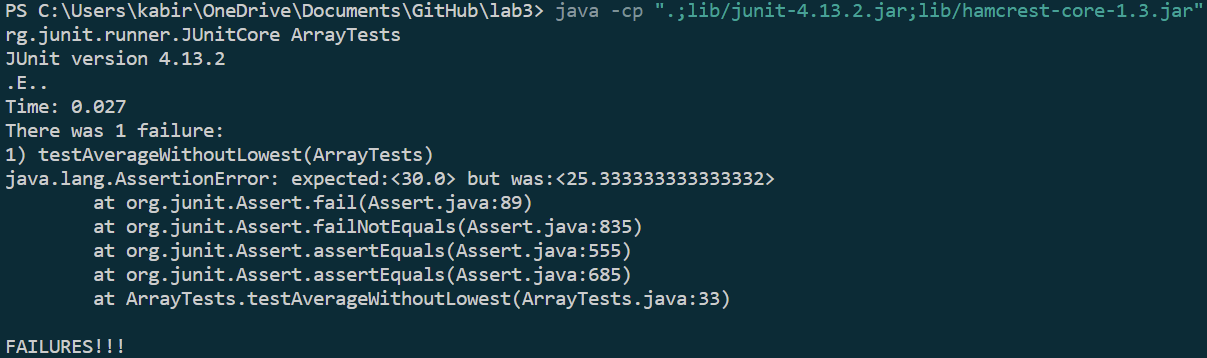 PS C:\Users\kabir\OneDrive\Documents\GitHub\lab3> java -cp ".;lib/junit-4.13.2.jar;lib/hamcrest-core-1.3.jar"
rg.junit.runner.JUnitCore ArrayTests
JUnit version 4.13.2
.E..
Time: 0.027
There was 1 failure:
1) testAverageWithoutLowest(ArrayTests)
java.lang.AssertionError: expected:<30.0> but was:<25.333333333333332>
        at org.junit.Assert.fail(Assert.java:89)
        at org.junit.Assert.failNotEquals(Assert.java:835)
        at org.junit.Assert.assertEquals(Assert.java:555)
        at org.junit.Assert.assertEquals(Assert.java:685)
        at ArrayTests.testAverageWithoutLowest(ArrayTests.java:33)

FAILURES!!!